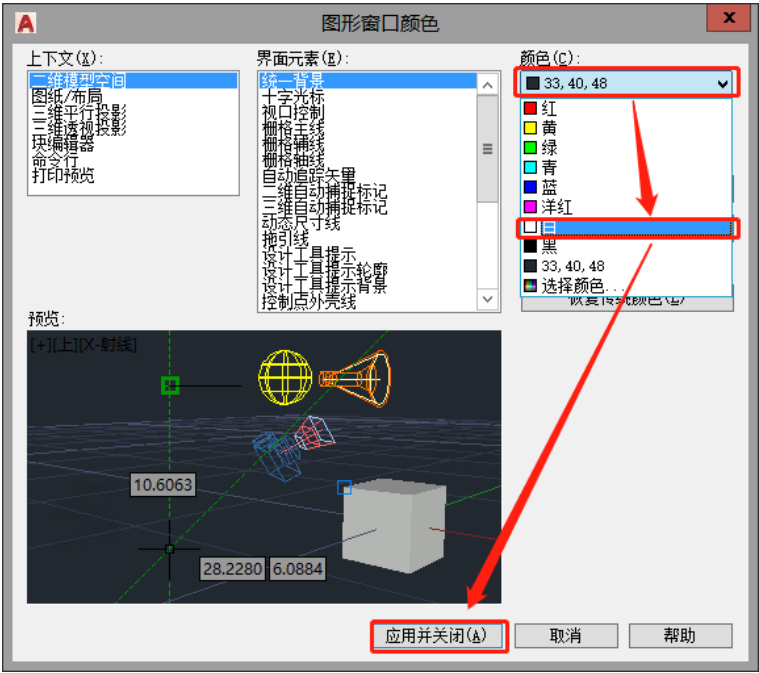 图形窗口颜色
上下文(X):
二维模型空间
图纸/布局
三维平行投影
三维透视投影
块编辑器
命令行
打印预览
界面元素(E):
统一背景
十字光标
视口控制
栅格主线
栅格辅线
栅格轴线
自动追踪矢量
二维自动捕捉标记
三维自动捕捉标记
动态尺寸线
拖引线
设计工具提示
设计工具提示轮廓
设计工具提示背景
控制点外壳线
颜色(C):
33, 40, 48
红
黄
绿
青
蓝
洋红
白
黑
33, 40, 48
选择颜色...
恢复传统颜色(L)
预览:
[+][上][X-射线]
10.6063
28.2280 6.0884
应用并关闭(A)
取消
帮助